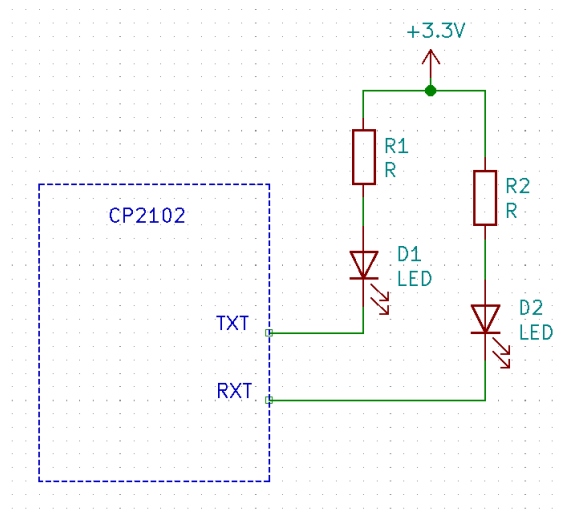 +3.3V
R1
R
R2
R
CP2102
D1
LED
D2
LED
TXT
RXT